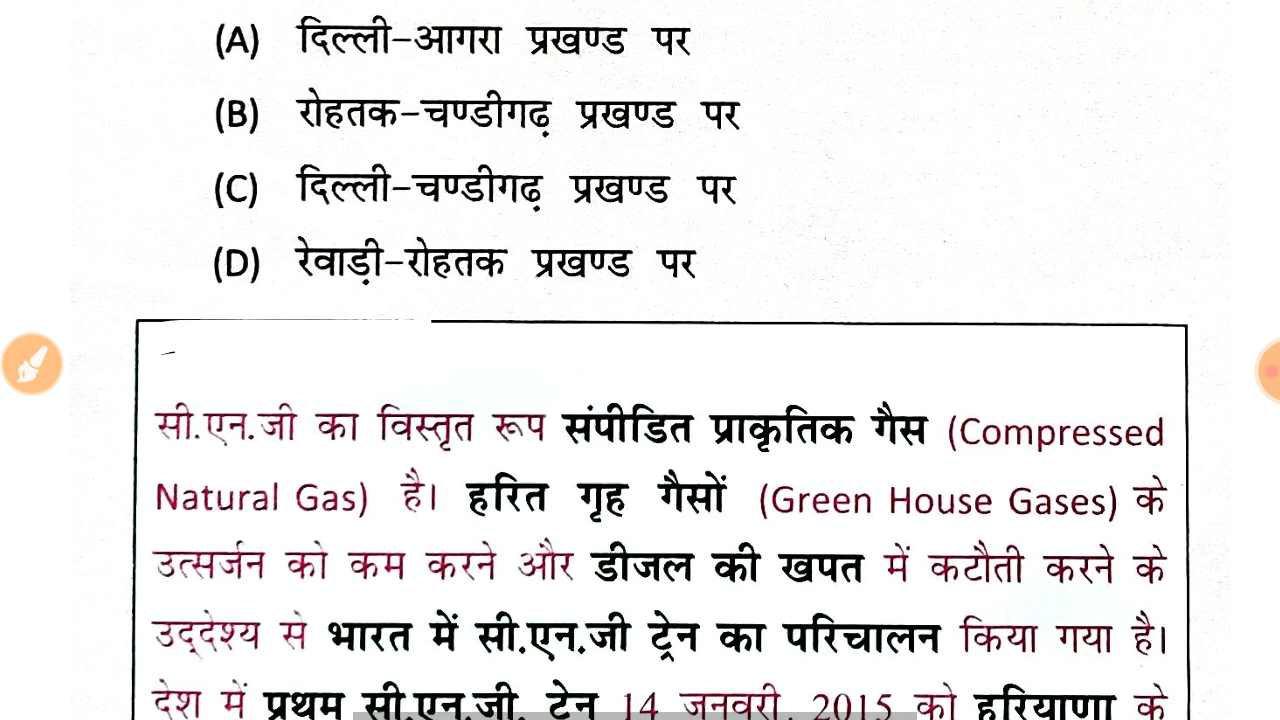 (A) दिल्ली-आगरा प्रखण्ड पर
(B) रोहतक-चण्डीगढ़ प्रखण्ड पर
(C) दिल्ली-चण्डीगढ़ प्रखण्ड पर
(D) रेवाड़ी-रोहतक प्रखण्ड पर
सी.एन.जी का विस्तृत रूप संपीडित प्राकृतिक गैस (Compressed
Natural Gas) है। हरित गृह गैसों (Green House Gases) के
उत्सर्जन को कम करने और डीजल की खपत में कटौती करने के
उद्देश्य से भारत में सी.एन.जी ट्रेन का परिचालन किया गया है।
देश में प्रथम सी.एन.जी. ट्रेन 14 जनवरी, 2015 को हरियाणा के